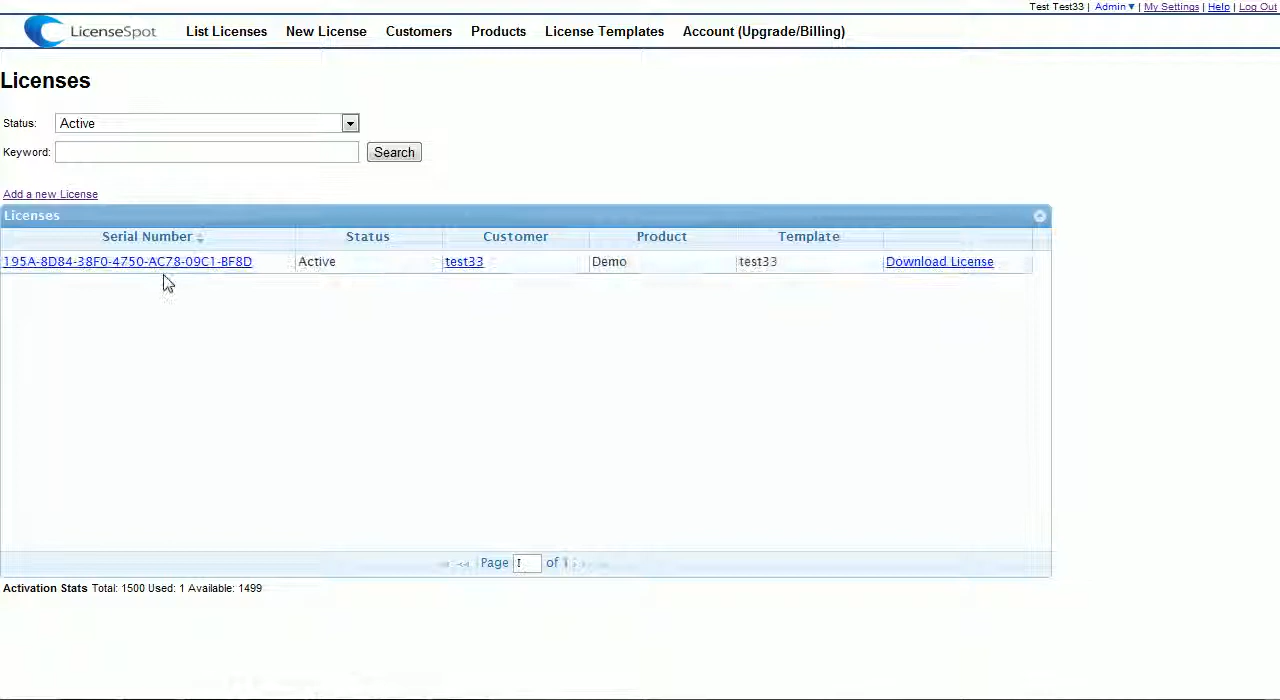 Test Test33 | Admin ▾ | My Settings | Help | Log Out
LicenseSpot List Licenses New License Customers Products License Templates Account (Upgrade/Billing)
Licenses
Status: Active
Keyword: Search
Add a new License
Licenses
Serial Number Status Customer Product Template
195A-8D84-38F0-4750-AC78-09C1-BF8D Active test33 Demo test33 Download License
Page of
Activation Stats Total: 1500 Used: 1 Available: 1499